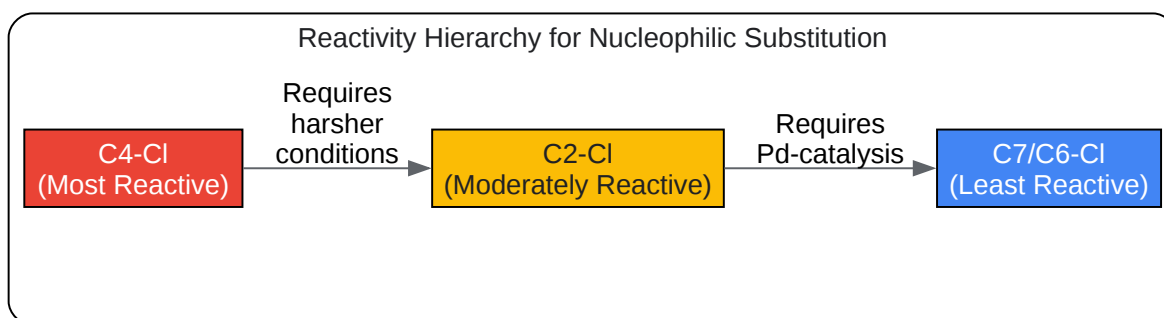 Reactivity Hierarchy for Nucleophilic Substitution
C4-Cl
(Most Reactive)
Requires
harsher
conditions
C2-Cl
(Moderately Reactive)
Requires
Pd-catalysis
C7/C6-Cl
(Least Reactive)